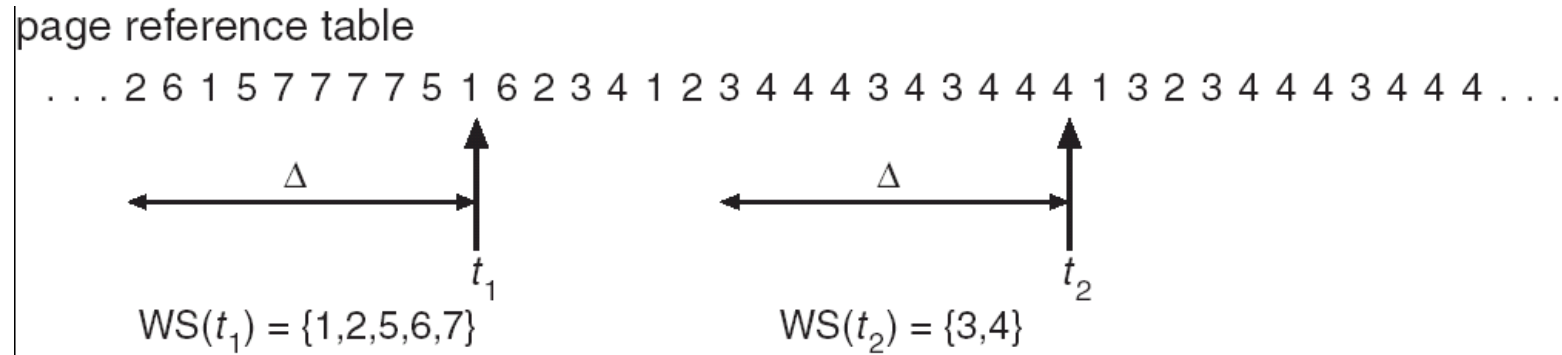 page reference table
. . . 2 6 1 5 7 7 7 7 5 1 6 2 3 4 1 2 3 4 4 4 3 4 3 4 4 4 1 3 2 3 4 4 4 3 4 4 4 . . .
Δ Δ
t₁ t₂
WS(t₁) = {1,2,5,6,7} WS(t₂) = {3,4}